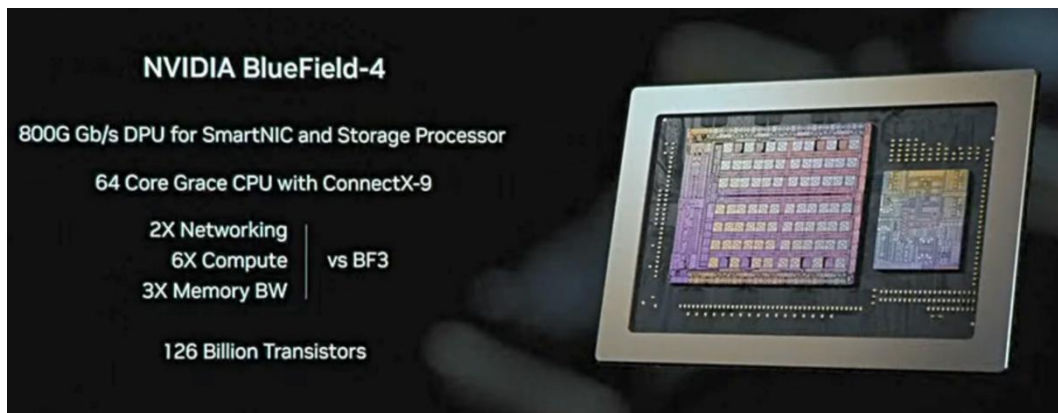 NVIDIA BlueField-4
800G Gb/s DPU for SmartNIC and Storage Processor
64 Core Grace CPU with ConnectX-9
2X Networking
6X Compute
3X Memory BW
vs BF3
126 Billion Transistors